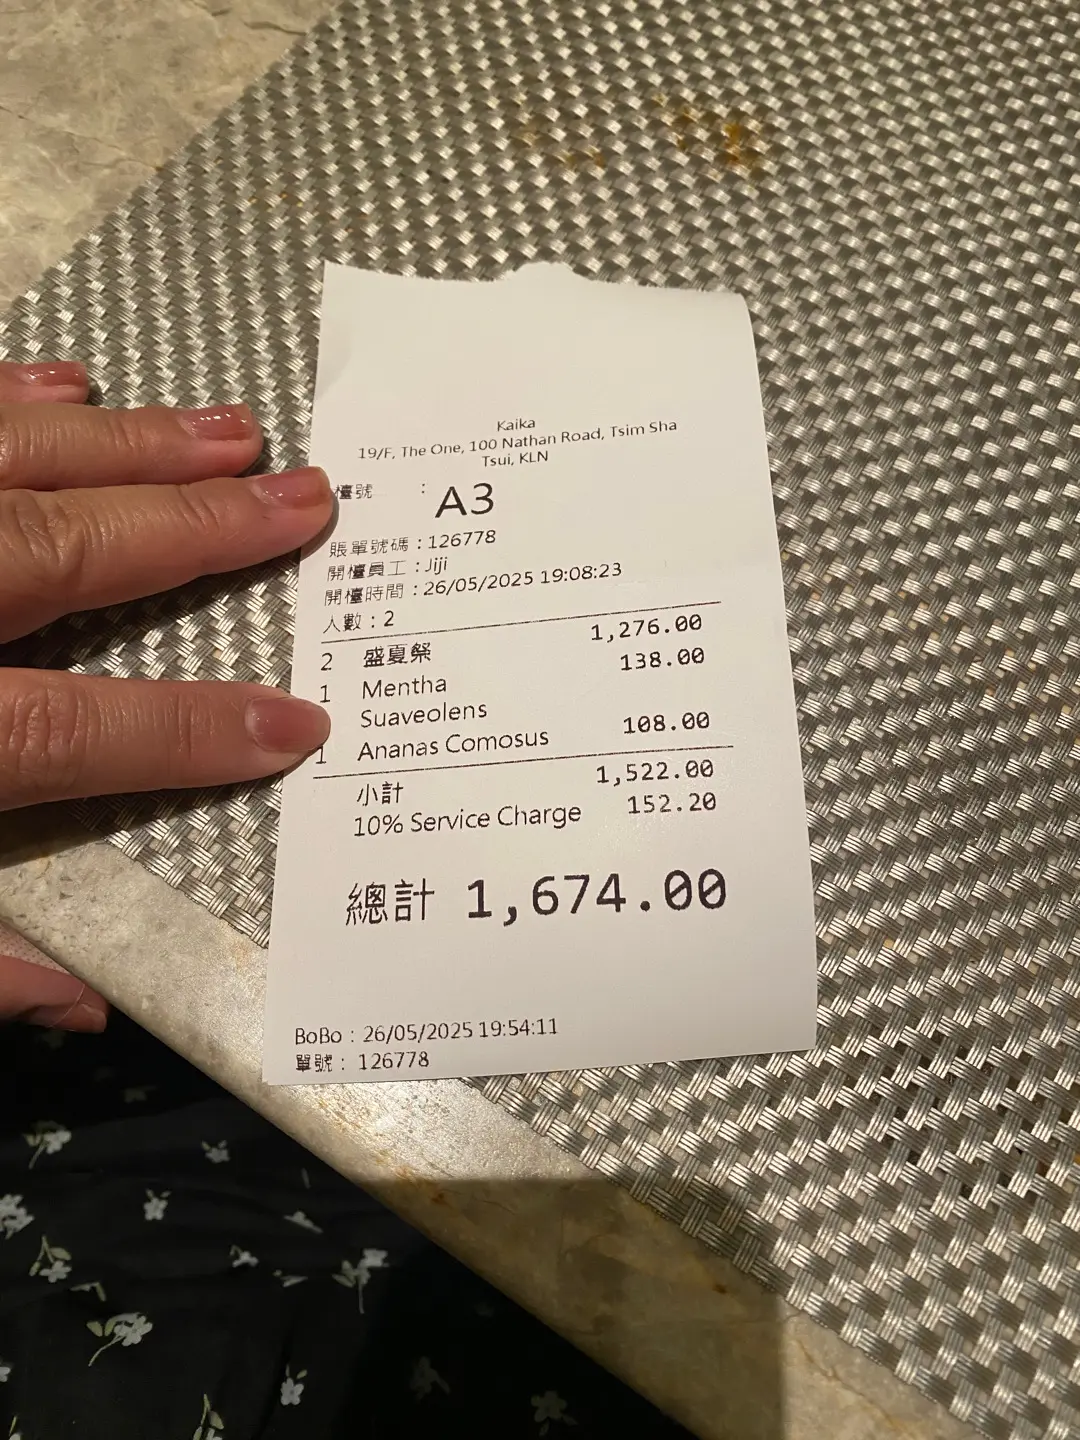 Kaika
19/F, The One, 100 Nathan Road, Tsim Sha
Tsui, KLN
檯號 : A3
賬單號碼 : 126778
開檯員工 : Jiji
開檯時間 : 26/05/2025 19:08:23
人數 : 2
2 盛夏祭 1,276.00
1 Mentha 138.00
Suaveolens
1 Ananas Comosus 108.00
小計 1,522.00
10% Service Charge 152.20
總計 1,674.00
BoBo : 26/05/2025 19:54:11
單號 : 126778